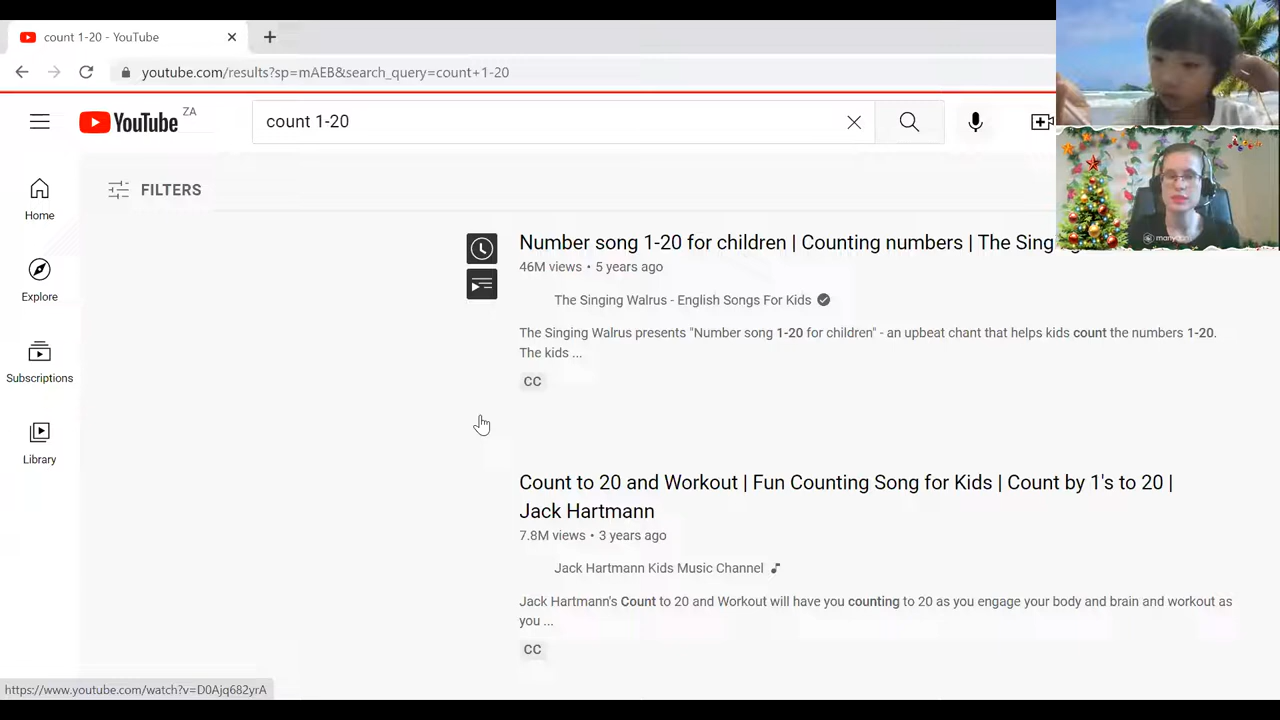 count 1-20 - YouTube
youtube.com/results?sp=mAEB&search_query=count+1-20
YouTube ZA
count 1-20
FILTERS
Home
Explore
Subscriptions
Library
Number song 1-20 for children | Counting numbers | The Sing
46M views • 5 years ago
The Singing Walrus - English Songs For Kids
The Singing Walrus presents "Number song 1-20 for children" - an upbeat chant that helps kids count the numbers 1-20.
The kids ...
CC
Count to 20 and Workout | Fun Counting Song for Kids | Count by 1's to 20 |
Jack Hartmann
7.8M views • 3 years ago
Jack Hartmann Kids Music Channel
Jack Hartmann's Count to 20 and Workout will have you counting to 20 as you engage your body and brain and workout as
you ...
CC
https://www.youtube.com/watch?v=D0Ajq682yrA